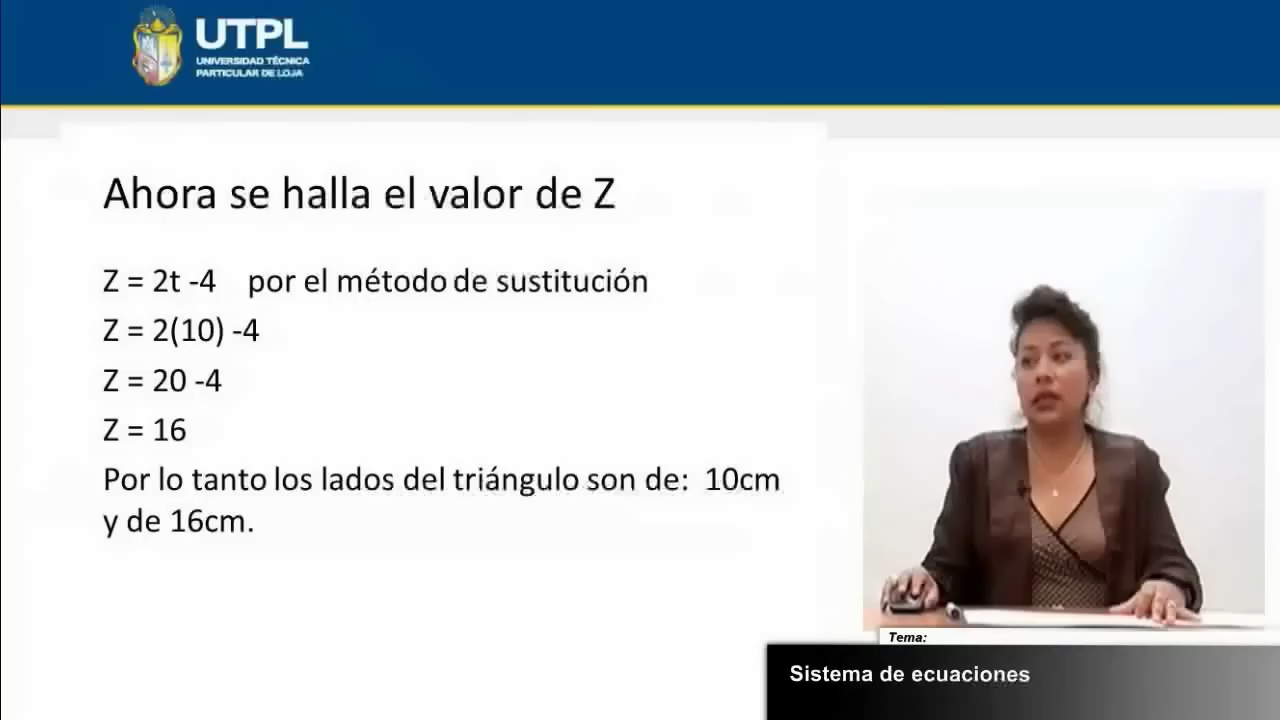 UTPL
UNIVERSIDAD TÉCNICA
PARTICULAR DE LOJA
Ahora se halla el valor de Z
Z = 2t -4 por el método de sustitución
Z = 2(10) -4
Z = 20 -4
Z = 16
Por lo tanto los lados del triángulo son de: 10cm
y de 16cm.
Tema:
Sistema de ecuaciones